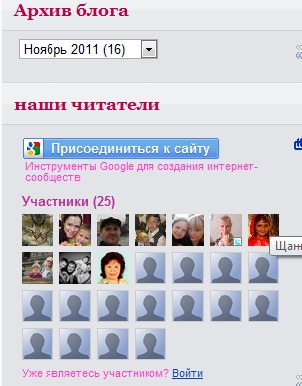 Архив блога
Ноябрь 2011 (16)
наши читатели
Присоединиться к сайту
Инструменты Google для создания интернет-
сообществ
Участники (25)
Уже являетесь участником? Войти